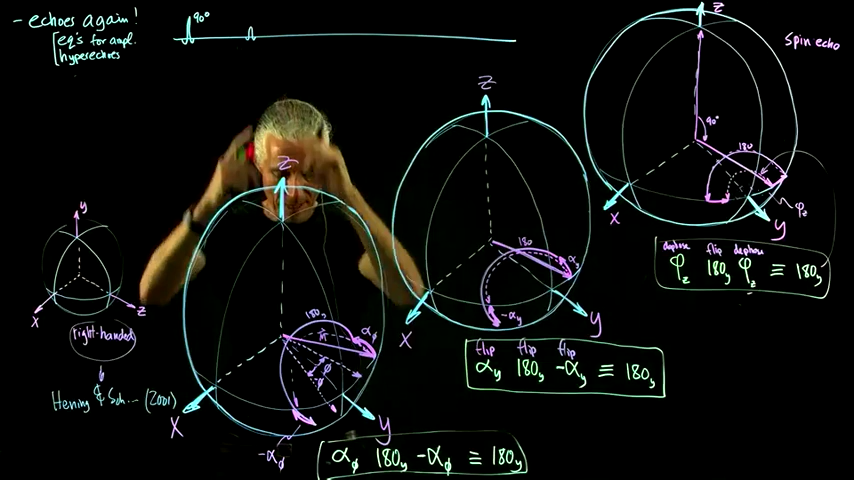 - echoes again!
[eq's for ampl.
hyperechoes
90°
z
Spin echo
90°
180
φz
x
y
dephase flip dephase
φz 180y φz ≡ 180y
z
180
αy
-αy
x
y
flip flip flip
αy 180y -αy ≡ 180y
y
x
z
right-handed
Hennig & Sch... (2001)
z
180y
αϕ
ϕ
ϕ
x
y
-αϕ
αϕ 180y -αϕ ≡ 180y